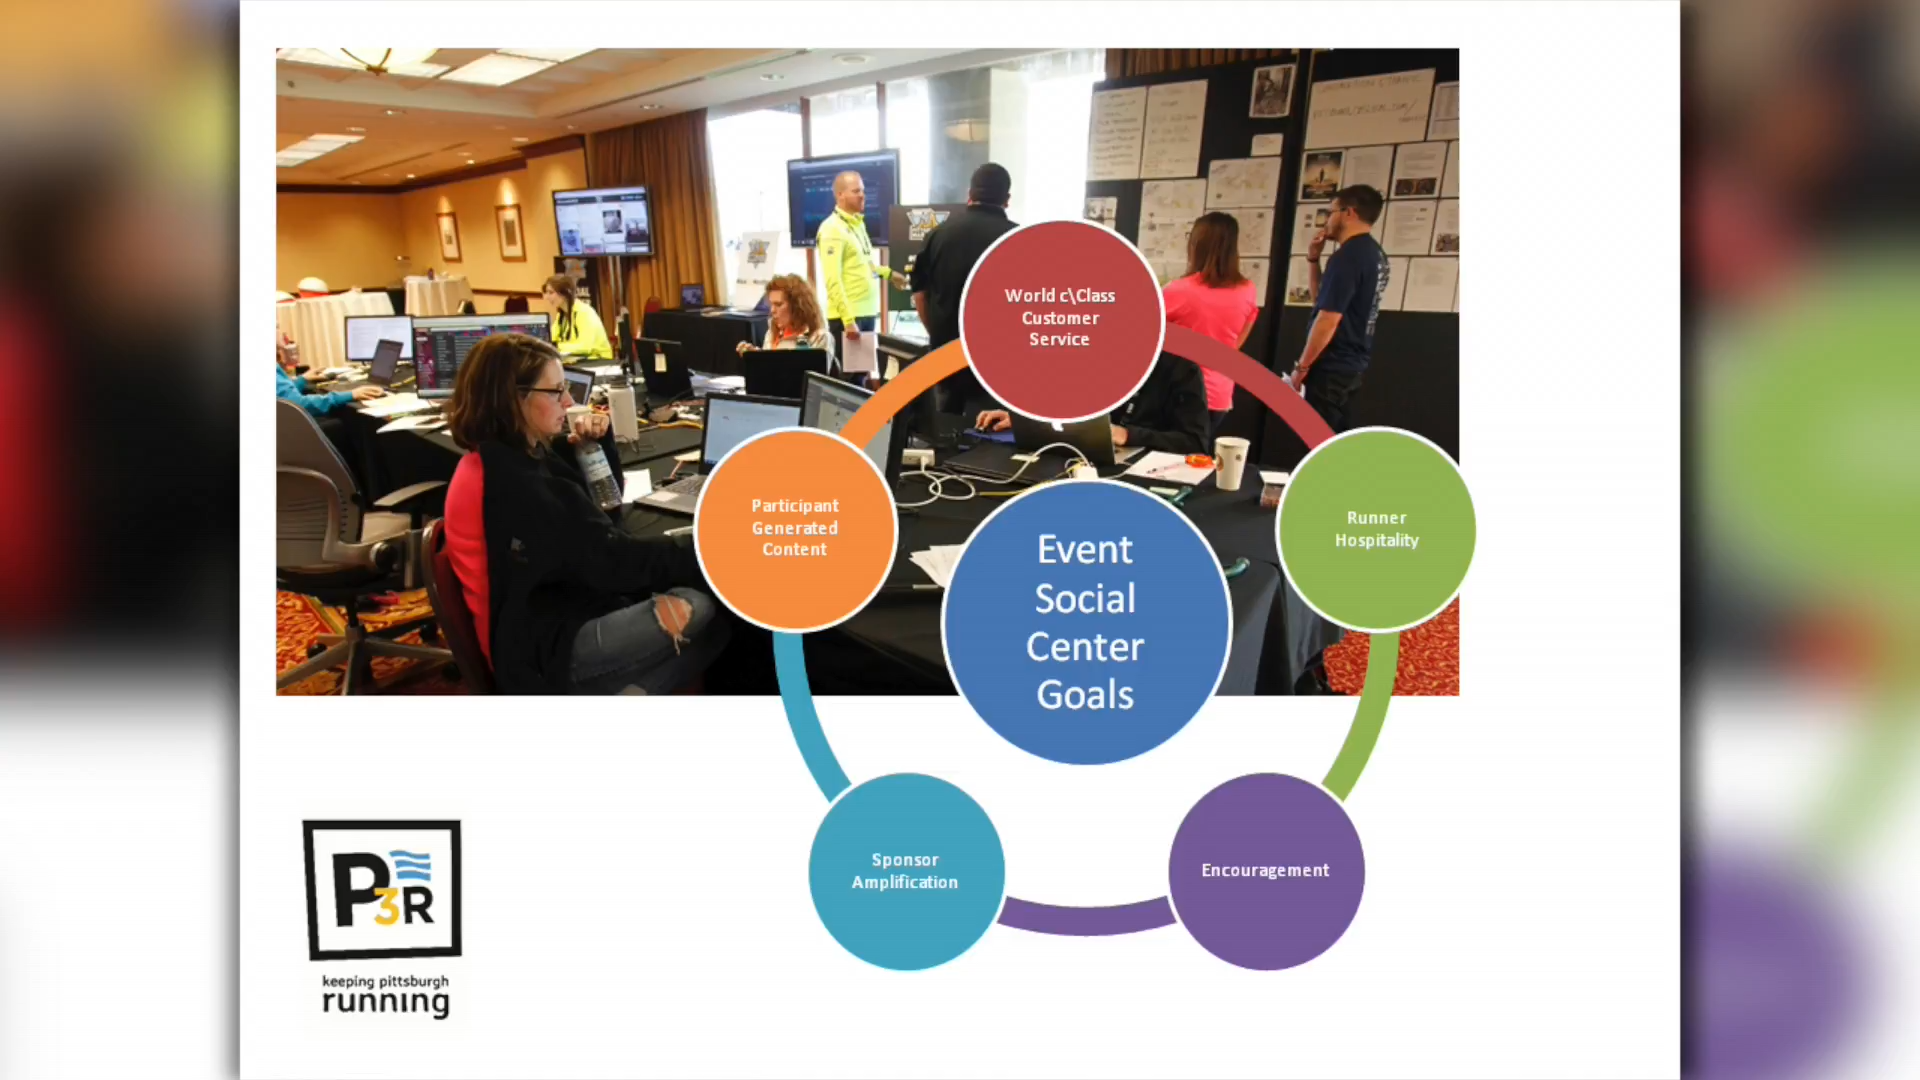 World c\Class
Customer
Service
Participant
Generated
Content
Runner
Hospitality
Event
Social
Center
Goals
Sponsor
Amplification
Encouragement
P3R
keeping pittsburgh
running